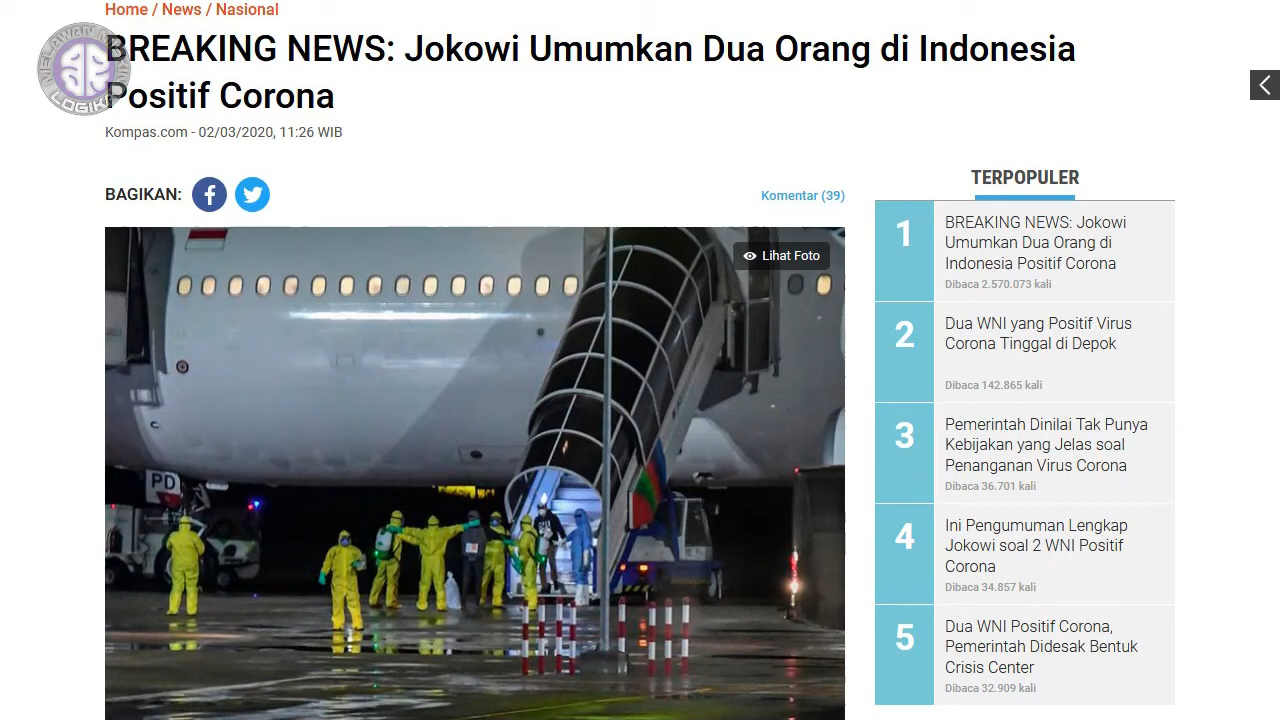 Home / News / Nasional
BREAKING NEWS: Jokowi Umumkan Dua Orang di Indonesia
Positif Corona
Kompas.com - 02/03/2020, 11:26 WIB
BAGIKAN:
Komentar (39)
Lihat Foto
PD
TERPOPULER
1
BREAKING NEWS: Jokowi
Umumkan Dua Orang di
Indonesia Positif Corona
Dibaca 2.570.073 kali
2
Dua WNI yang Positif Virus
Corona Tinggal di Depok
Dibaca 142.865 kali
3
Pemerintah Dinilai Tak Punya
Kebijakan yang Jelas soal
Penanganan Virus Corona
Dibaca 36.701 kali
4
Ini Pengumuman Lengkap
Jokowi soal 2 WNI Positif
Corona
Dibaca 34.857 kali
5
Dua WNI Positif Corona,
Pemerintah Didesak Bentuk
Crisis Center
Dibaca 32.909 kali
MELAWAN
LOGIKA